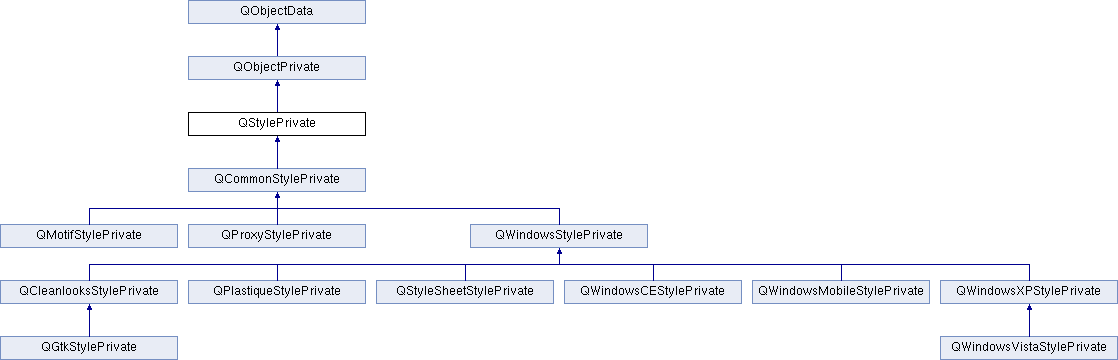 QObjectData
QObjectPrivate
QStylePrivate
QCommonStylePrivate
QMotifStylePrivate
QProxyStylePrivate
QWindowsStylePrivate
QCleanlooksStylePrivate
QPlastiqueStylePrivate
QStyleSheetStylePrivate
QWindowsCEStylePrivate
QWindowsMobileStylePrivate
QWindowsXPStylePrivate
QGtkStylePrivate
QWindowsVistaStylePrivate